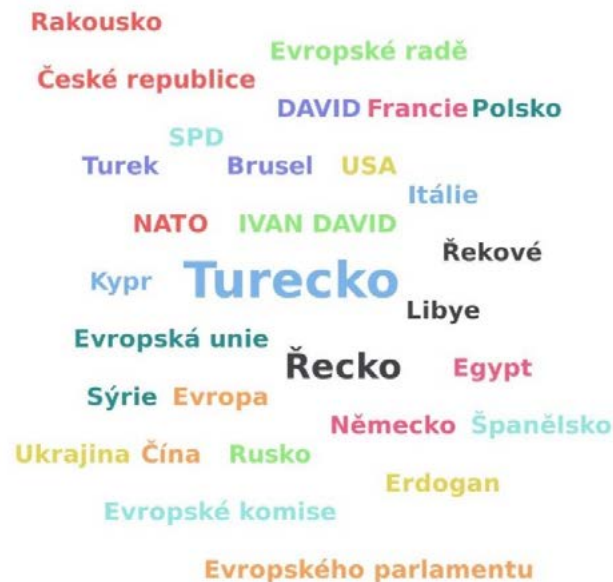 Rakousko
Evropské radě
České republice
DAVID Francie Polsko
SPD
Turek Brusel USA
Itálie
NATO IVAN DAVID
Řekové
Kypr Turecko
Libye
Evropská unie
Řecko Egypt
Sýrie Evropa
Německo Španělsko
Ukrajina Čína Rusko
Erdogan
Evropské komise
Evropského parlamentu